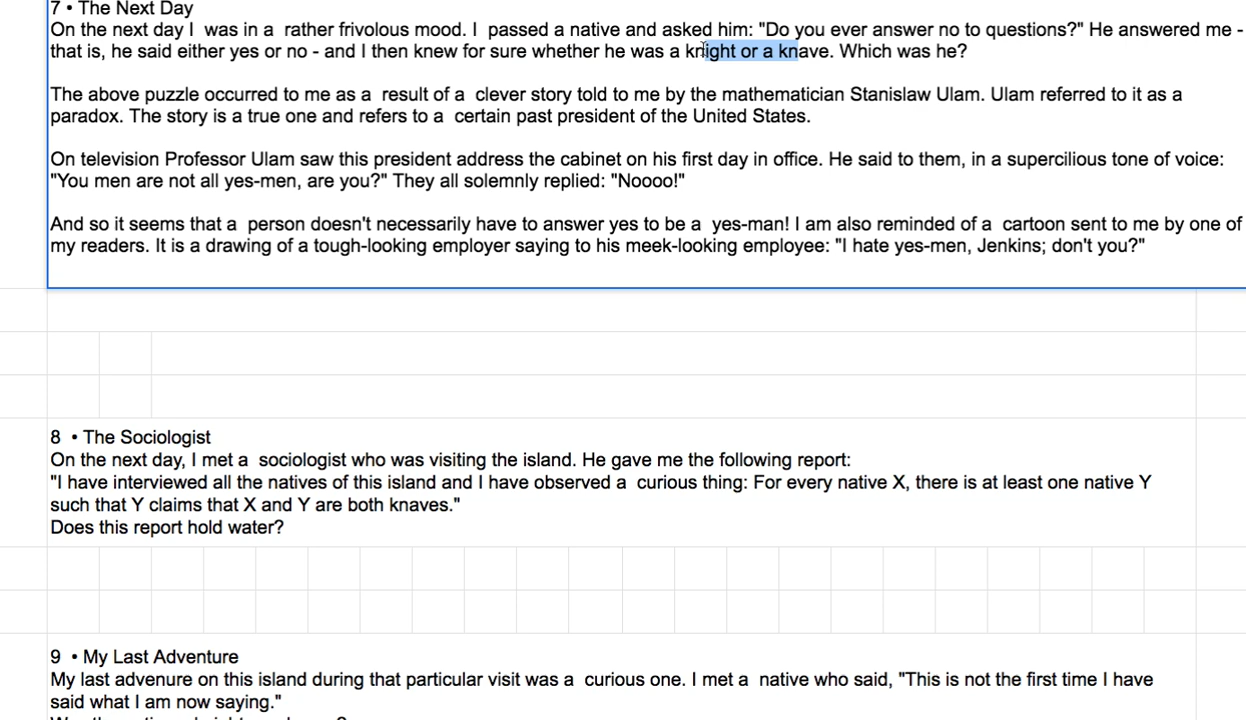 7 • The Next Day
On the next day I was in a rather frivolous mood. I passed a native and asked him: "Do you ever answer no to questions?" He answered me -
that is, he said either yes or no - and I then knew for sure whether he was a knight or a knave. Which was he?
The above puzzle occurred to me as a result of a clever story told to me by the mathematician Stanislaw Ulam. Ulam referred to it as a
paradox. The story is a true one and refers to a certain past president of the United States.
On television Professor Ulam saw this president address the cabinet on his first day in office. He said to them, in a supercilious tone of voice:
"You men are not all yes-men, are you?" They all solemnly replied: "Noooo!"
And so it seems that a person doesn't necessarily have to answer yes to be a yes-man! I am also reminded of a cartoon sent to me by one of
my readers. It is a drawing of a tough-looking employer saying to his meek-looking employee: "I hate yes-men, Jenkins; don't you?"
8 • The Sociologist
On the next day, I met a sociologist who was visiting the island. He gave me the following report:
"I have interviewed all the natives of this island and I have observed a curious thing: For every native X, there is at least one native Y
such that Y claims that X and Y are both knaves."
Does this report hold water?
9 • My Last Adventure
My last advenure on this island during that particular visit was a curious one. I met a native who said, "This is not the first time I have
said what I am now saying."